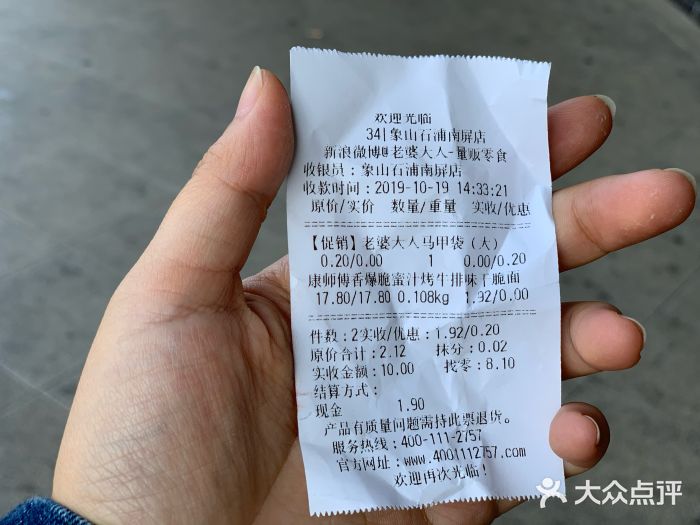 欢迎光临
341象山石浦南屏店
新浪微博@老婆大人-量贩零食
收银员：象山石浦南屏店
收款时间：2019-10-19 14:33:21
原价/实价 数量/重量 实收/优惠
【促销】老婆大人马甲袋（大）
0.20/0.00 1 0.00/0.20
康师傅香爆脆蜜汁烤牛排味干脆面
17.80/17.80 0.108kg 1.92/0.00
件数：2实收/优惠：1.92/0.20
原价合计：2.12 抹分：0.02
实收金额：10.00 找零：8.10
结算方式：
现金 1.90
产品有质量问题需持此票退货。
服务热线：400-111-2757
官方网址：www.4001112757.com
欢迎再次光临！
大众点评